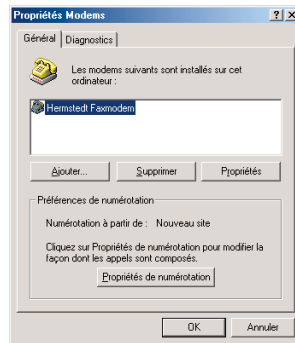 Propriétés Modems
Général
Diagnostics
Les modems suivants sont installés sur cet
ordinateur :
Hermstedt Faxmodem
Ajouter...
Supprimer
Propriétés
Préférences de numérotation
Numérotation à partir de : Nouveau site
Cliquez sur Propriétés de numérotation pour modifier la
façon dont les appels sont composés.
Propriétés de numérotation
OK
Annuler